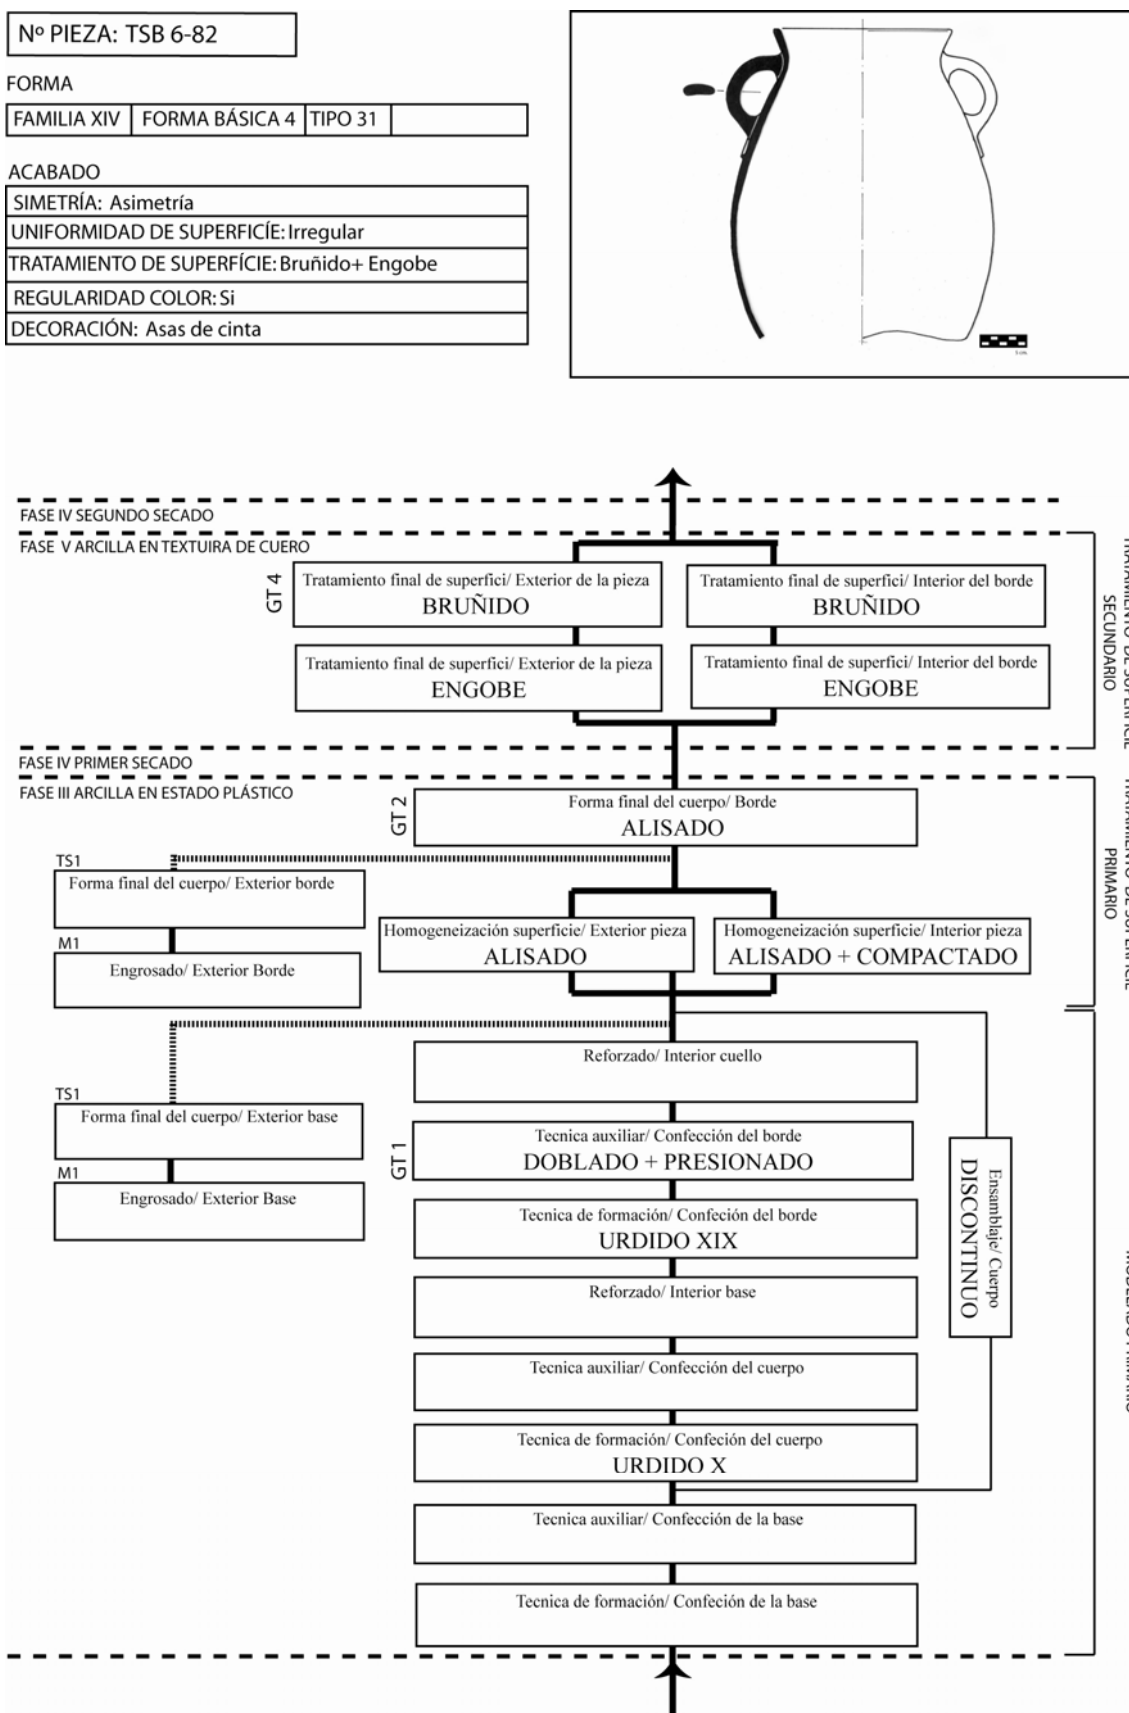 Nº PIEZA: TSB 6-82
FORMA
FAMILIA XIV FORMA BÁSICA 4 TIPO 31
ACABADO
SIMETRÍA: Asimetría
UNIFORMIDAD DE SUPERFICÍE: Irregular
TRATAMIENTO DE SUPERFÍCIE: Bruñido+ Engobe
REGULARIDAD COLOR: Si
DECORACIÓN: Asas de cinta
5 cm.
FASE IV SEGUNDO SECADO
FASE V ARCILLA EN TEXTUIRA DE CUERO
GT 4
Tratamiento final de superfici/ Exterior de la pieza
BRUÑIDO
Tratamiento final de superfici/ Interior del borde
BRUÑIDO
Tratamiento final de superfici/ Exterior de la pieza
ENGOBE
Tratamiento final de superfici/ Interior del borde
ENGOBE
SECUNDARIO
FASE IV PRIMER SECADO
FASE III ARCILLA EN ESTADO PLÁSTICO
GT 2
Forma final del cuerpo/ Borde
ALISADO
PRIMARIO
TS1
Forma final del cuerpo/ Exterior borde
M1
Engrosado/ Exterior Borde
Homogeneización superficie/ Exterior pieza
ALISADO
Homogeneización superficie/ Interior pieza
ALISADO + COMPACTADO
Reforzado/ Interior cuello
TS1
Forma final del cuerpo/ Exterior base
M1
Engrosado/ Exterior Base
GT 1
Tecnica auxiliar/ Confección del borde
DOBLADO + PRESIONADO
Tecnica de formación/ Confeción del borde
URDIDO XIX
Ensamblaje/ Cuerpo
DISCONTINUO
Reforzado/ Interior base
Tecnica auxiliar/ Confección del cuerpo
Tecnica de formación/ Confeción del cuerpo
URDIDO X
Tecnica auxiliar/ Confección de la base
Tecnica de formación/ Confeción de la base